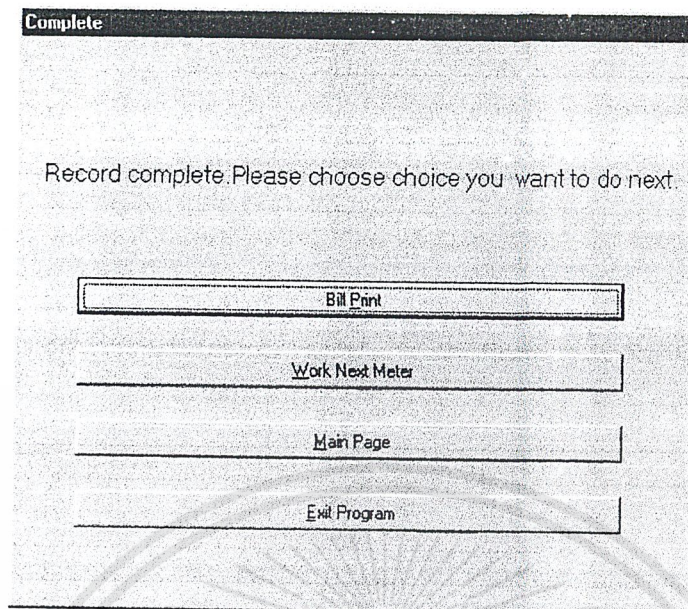 Complete
Record complete.Please choose choice you want to do next.
Bill Print
Work Next Meter
Main Page
Exit Program